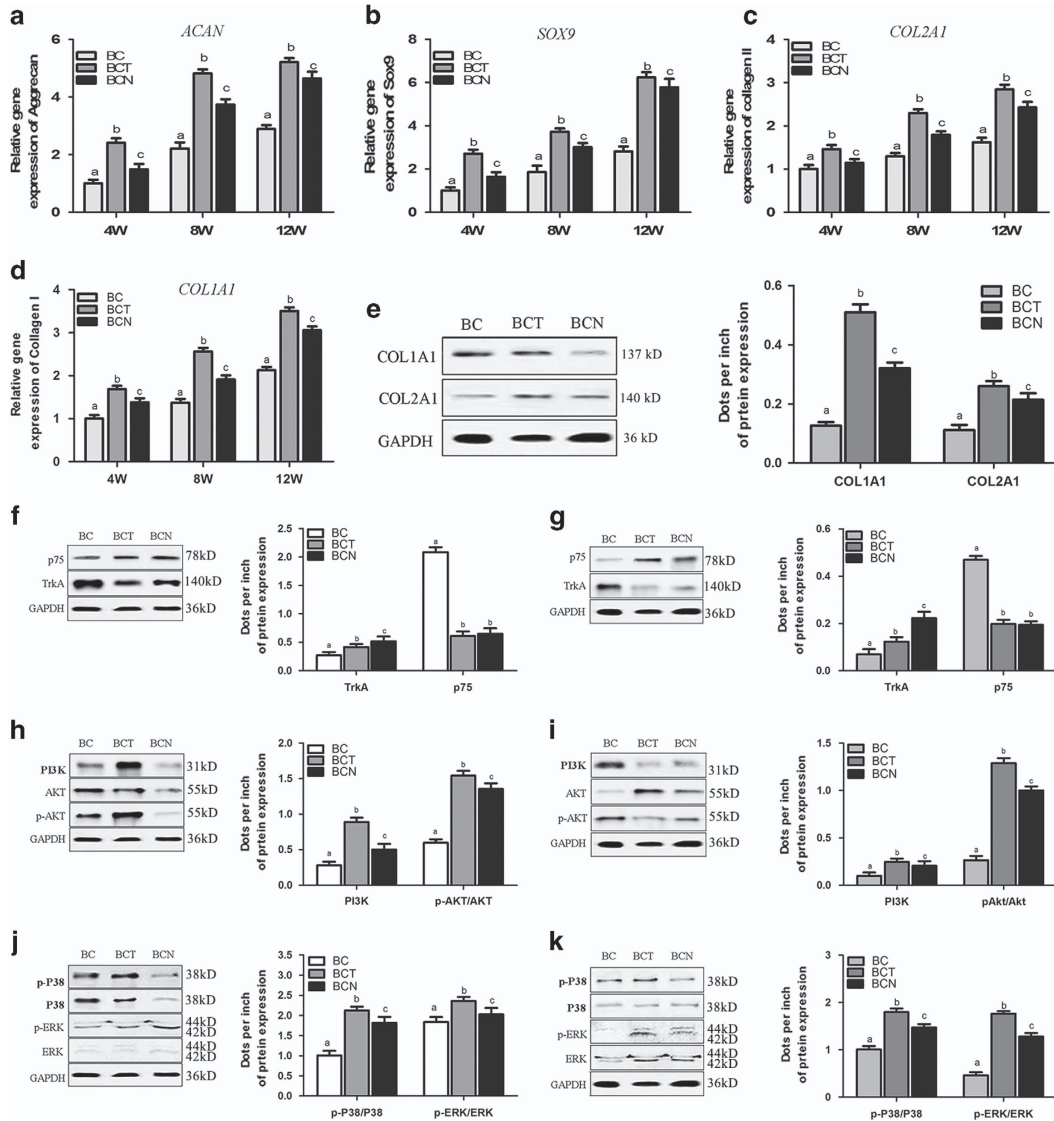 a
ACAN
BC
BCT
BCN
Relative gene
expression of Aggrecan
6
4
2
0
a
b
c
a
b
c
a
b
c
4W
8W
12W
b
SOX9
BC
BCT
BCN
Relative gene
expression of Sox9
8
6
4
2
0
a
b
c
a
b
c
a
b
c
4W
8W
12W
c
COL2A1
BC
BCT
BCN
Relative gene
expression of collagen II
4
3
2
1
0
a
b
c
a
b
c
a
b
c
4W
8W
12W
d
COL1A1
BC
BCT
BCN
Relative gene
expression of Collagen I
4
3
2
1
0
a
b
c
a
b
c
a
b
c
4W
8W
12W
e
BC BCT BCN
COL1A1 137 kD
COL2A1 140 kD
GAPDH 36 kD
BC
BCT
BCN
Dots per inch
of prtein expression
0.6
0.4
0.2
0.0
a
b
c
a
b
c
COL1A1
COL2A1
f
BC BCT BCN
p75 78kD
TrkA 140kD
GAPDH 36kD
BC
BCT
BCN
Dots per inch
of prtein expression
2.5
2.0
1.5
1.0
0.5
0.0
a
b
c
a
b
b
TrkA
p75
g
BC BCT BCN
p75 78kD
TrkA 140kD
GAPDH 36kD
BC
BCT
BCN
Dots per inch
of prtein expression
0.6
0.4
0.2
0.0
a
b
c
a
b
b
TrkA
p75
h
BC BCT BCN
PI3K 31kD
AKT 55kD
p-AKT 55kD
GAPDH 36kD
BC
BCT
BCN
Dots per inch
of prtein expression
2.0
1.5
1.0
0.5
0.0
a
b
c
a
b
c
PI3K
p-AKT/AKT
i
BC BCT BCN
PI3K 31kD
AKT 55kD
p-AKT 55kD
GAPDH 36kD
BC
BCT
BCN
Dots per inch
of prtein expression
1.5
1.0
0.5
0.0
a
b
c
a
b
c
PI3K
pAkt/Akt
j
BC BCT BCN
p-P38 38kD
P38 38kD
p-ERK 44kD
42kD
ERK 44kD
42kD
GAPDH 36kD
BC
BCT
BCN
Dots per inch
of prtein expression
3.5
3.0
2.5
2.0
1.5
1.0
0.5
0.0
a
b
c
a
b
c
p-P38/P38
p-ERK/ERK
k
BC BCT BCN
p-P38 38kD
P38 38kD
p-ERK 44kD
42kD
ERK 44kD
42kD
GAPDH 36kD
BC
BCT
BCN
Dots per inch
of prtein expression
3
2
1
0
a
b
c
a
b
c
p-P38/P38
p-ERK/ERK